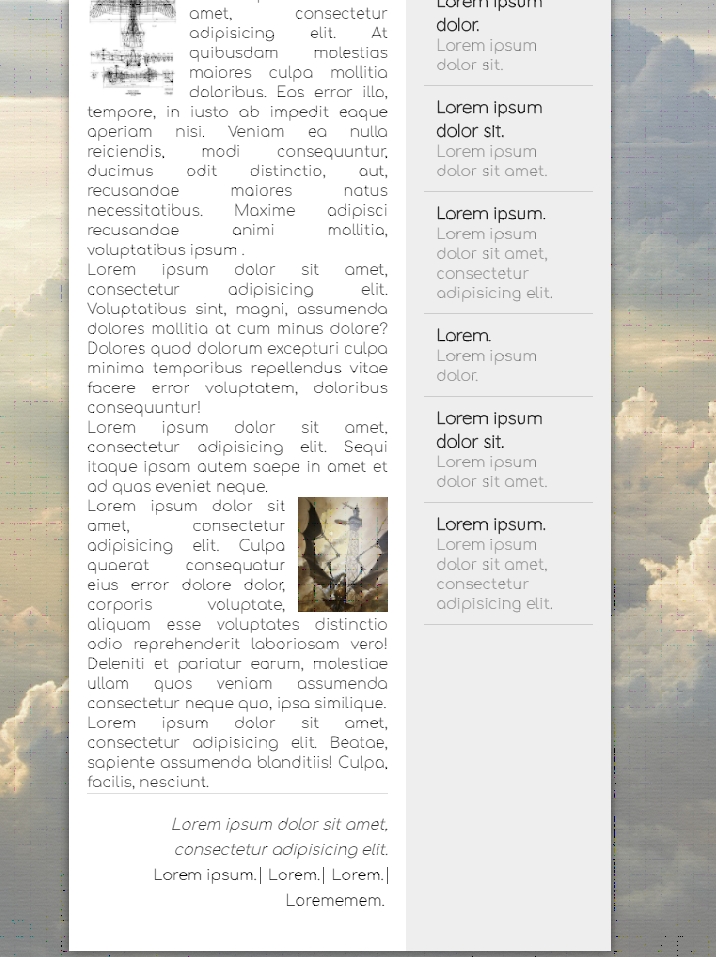 amet, consectetur
adipisicing elit. At
quibusdam molestias
maiores culpa mollitia
doloribus. Eos error illo,
tempore, in iusto ab impedit eaque
aperiam nisi. Veniam ea nulla
reiciendis, modi consequuntur,
ducimus odit distinctio, aut,
recusandae maiores natus
necessitatibus. Maxime adipisci
recusandae animi mollitia,
voluptatibus ipsum .
Lorem ipsum dolor sit amet,
consectetur adipisicing elit.
Voluptatibus sint, magni, assumenda
dolores mollitia at cum minus dolore?
Dolores quod dolorum excepturi culpa
minima temporibus repellendus vitae
facere error voluptatem, doloribus
consequuntur!
Lorem ipsum dolor sit amet,
consectetur adipisicing elit. Sequi
itaque ipsam autem saepe in amet et
ad quas eveniet neque.
Lorem ipsum dolor sit
amet, consectetur
adipisicing elit. Culpa
quaerat consequatur
eius error dolore dolor,
corporis voluptate,
aliquam esse voluptates distinctio
odio reprehenderit laboriosam vero!
Deleniti et pariatur earum, molestiae
ullam quos veniam assumenda
consectetur neque quo, ipsa similique.
Lorem ipsum dolor sit amet,
consectetur adipisicing elit. Beatae,
sapiente assumenda blanditiis! Culpa,
facilis, nesciunt.
Lorem ipsum dolor sit amet,
consectetur adipisicing elit.
Lorem ipsum.| Lorem.| Lorem.|
Loremem​em.
Lorem ipsum
dolor.
Lorem ipsum
dolor sit.
Lorem ipsum
dolor sit.
Lorem ipsum
dolor sit amet.
Lorem ipsum.
Lorem ipsum
dolor sit amet,
consectetur
adipisicing elit.
Lorem.
Lorem ipsum
dolor.
Lorem ipsum
dolor sit.
Lorem ipsum
dolor sit amet.
Lorem ipsum.
Lorem ipsum
dolor sit amet,
consectetur
adipisicing elit.